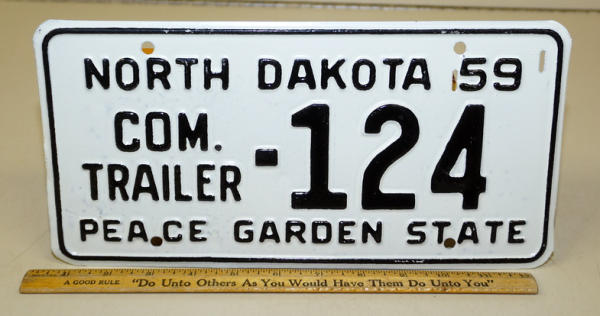 NORTH DAKOTA 59
COM.
TRAILER
-124
PEACE GARDEN STATE
A GOOD RULE "Do Unto Others As You Would Have Them Do Unto You"